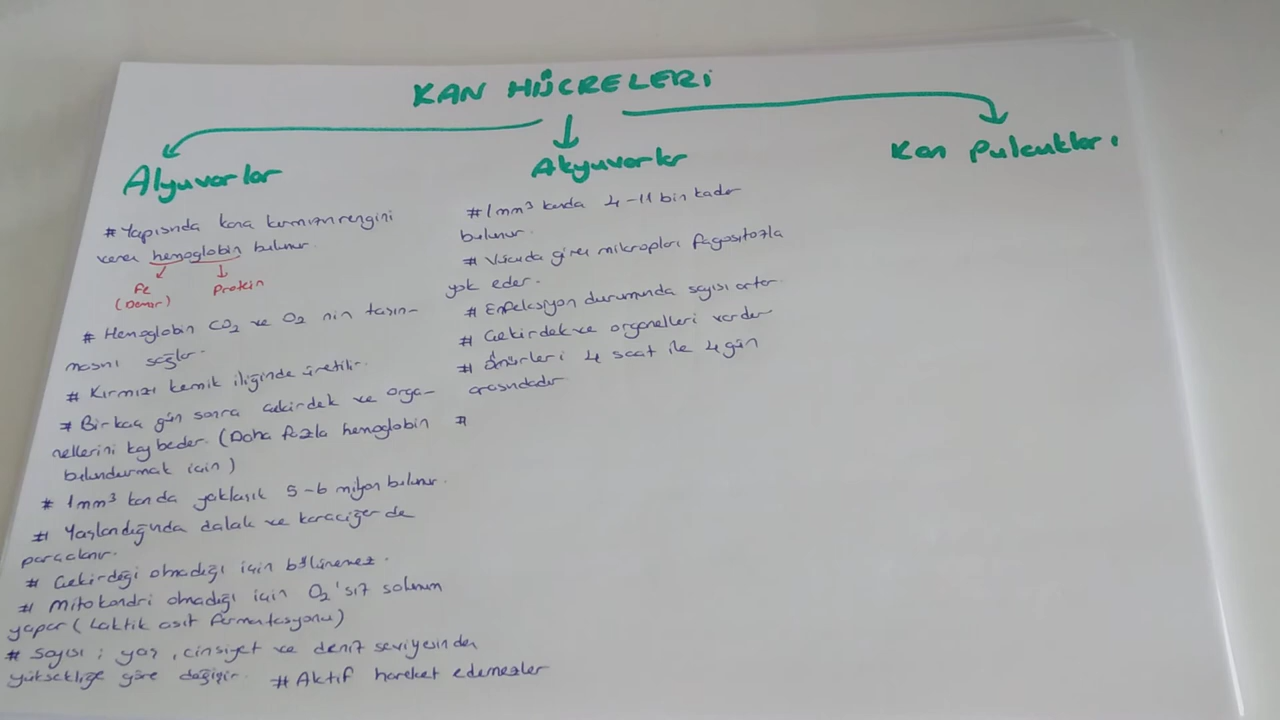 KAN HÜCRELERİ
Alyuvarlar
# Yapısında kana kırmızı rengini
veren hemoglobin bulunur.
Fe
(Demir)
Protein
# Hemoglobin CO2 ve O2 nin taşın-
masını sağlar.
# Kırmızı kemik iliğinde üretilir.
# Birkaç gün sonra çekirdek ve orga-
nellerini kaybeder. (Daha fazla hemoglobin
bulundurmak için)
# 1mm³ kanda yaklaşık 5-6 milyon bulunur.
# Yaşlandığında dalak ve karaciğerde
parçalanır.
# Çekirdeği olmadığı için bölünemez.
# Mitokondri olmadığı için O2'siz solunum
yapar (Laktik asit fermantasyonu)
# Sayısı; yaş, cinsiyet ve deniz seviyesinden
yüksekliğe göre değişir. # Aktif hareket edemezler
Akyuvarlar
# 1mm³ kanda 4-11 bin kadar
bulunur.
# Vücuda giren mikropları fagositozla
yok eder.
# Enfeksiyon durumunda sayısı artar.
# Çekirdek ve organelleri vardır
# Ömürleri 4 saat ile 4 gün
arasındadır
#
Kan Pulcukları